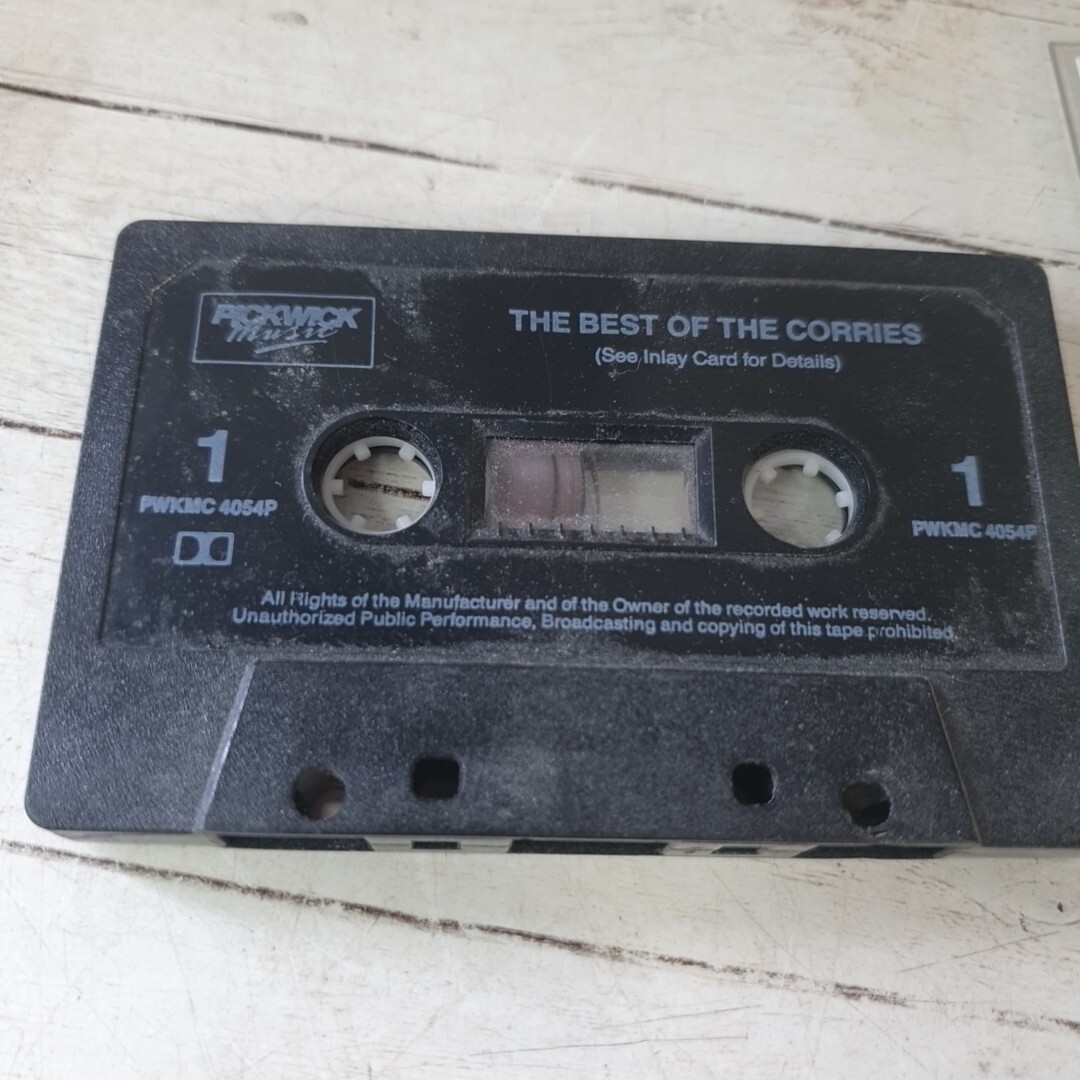 PICKWICK
Music
THE BEST OF THE CORRIES
(See Inlay Card for Details)
1
PWKMC 4054P
1
PWKMC 4054P
All Rights of the Manufacturer and of the Owner of the recorded work reserved.
Unauthorized Public Performance, Broadcasting and copying of this tape prohibited